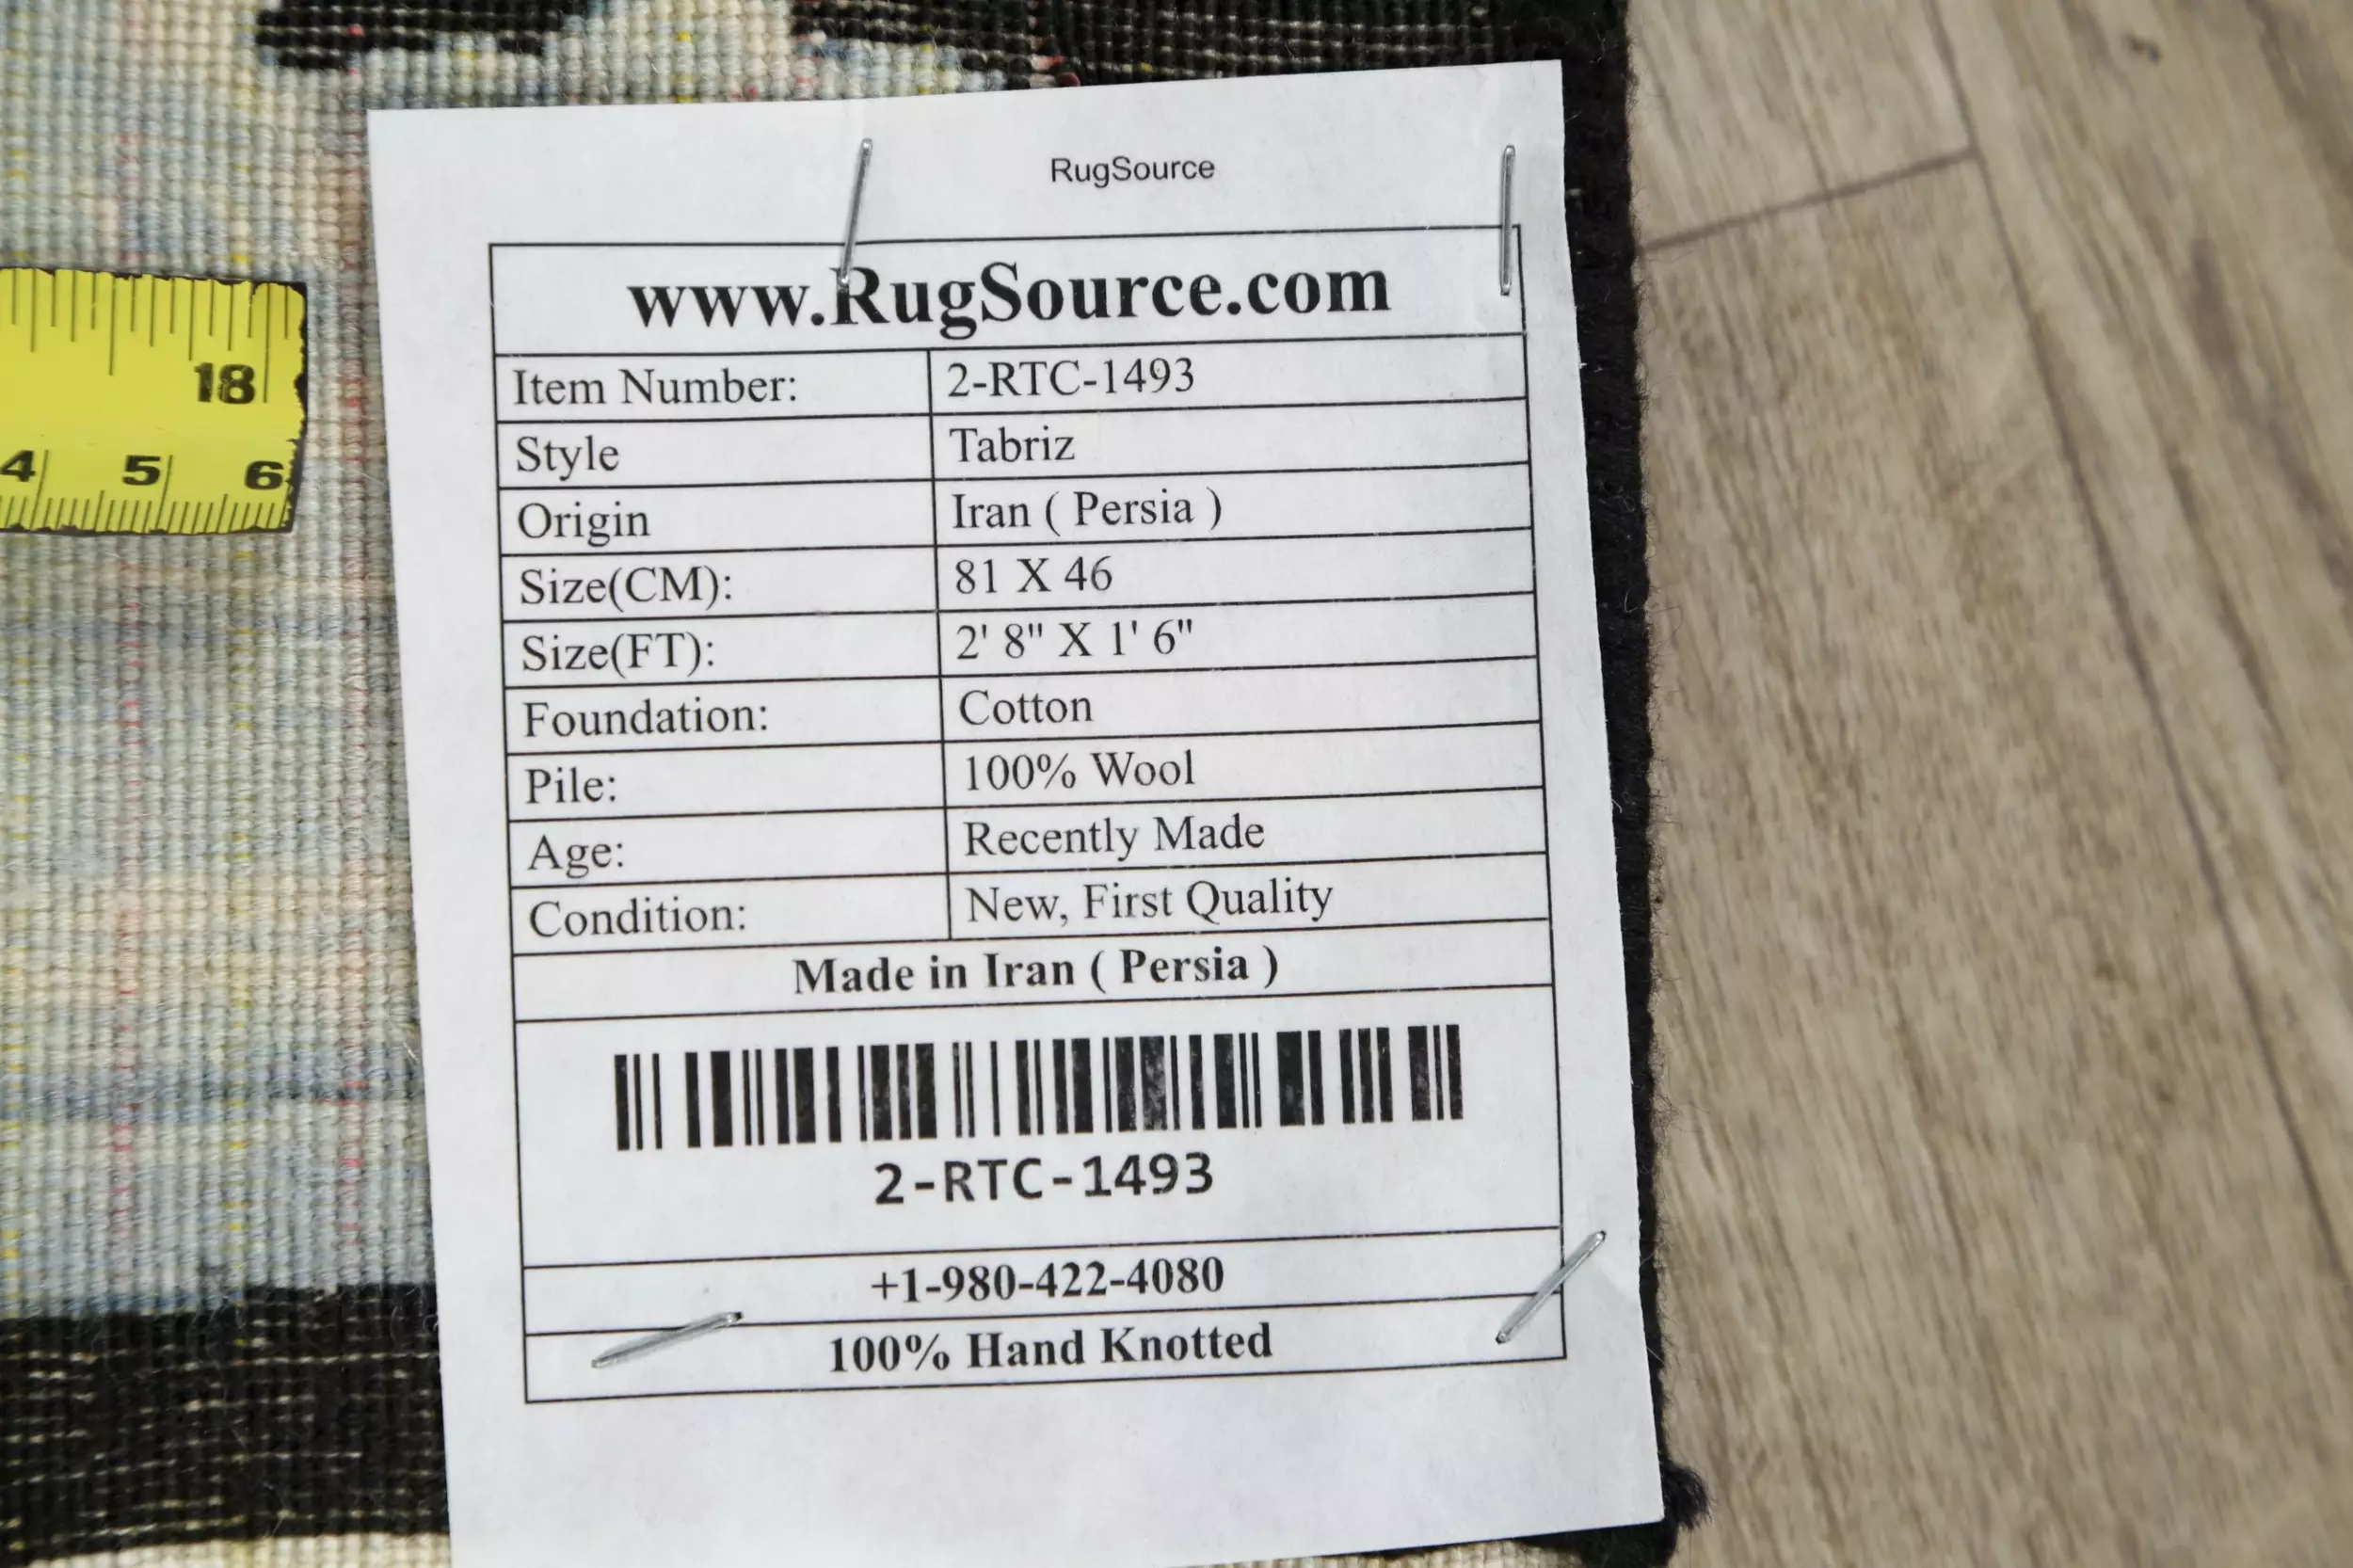 RugSource
www.RugSource.com
Item Number: 2-RTC-1493
Style Tabriz
Origin Iran ( Persia )
Size(CM): 81 X 46
Size(FT): 2' 8" X 1' 6"
Foundation: Cotton
Pile: 100% Wool
Age: Recently Made
Condition: New, First Quality
Made in Iran ( Persia )
2-RTC-1493
+1-980-422-4080
100% Hand Knotted
18
4 5 6